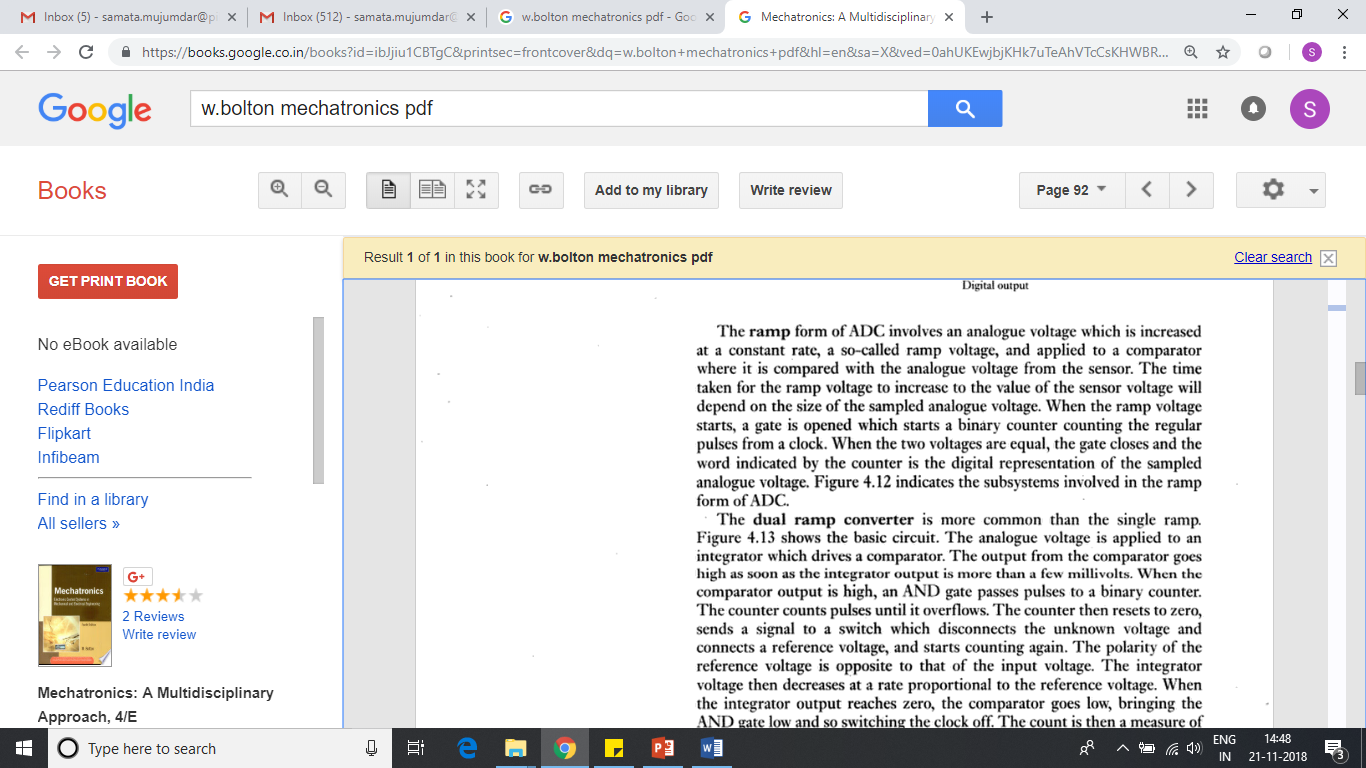 Inbox (5) - samata.mujumdar@p
Inbox (512) - samata.mujumdar@
w.bolton mechatronics pdf - Goo
Mechatronics: A Multidisciplinary
https://books.google.co.in/books?id=ibJjiu1CBTgC&printsec=frontcover&dq=w.bolton+mechatronics+pdf&hl=en&sa=X&ved=0ahUKEwjbjKHk7uTeAhVTcCsKHWBR...
S
Google
w.bolton mechatronics pdf
S
Books
Add to my library
Write review
Page 92
Result 1 of 1 in this book for w.bolton mechatronics pdf
Clear search
GET PRINT BOOK
No eBook available
Pearson Education India
Rediff Books
Flipkart
Infibeam
Find in a library
All sellers »
Mechatronics
G+
2 Reviews
Write review
Mechatronics: A Multidisciplinary
Approach, 4/E
Digital output
The ramp form of ADC involves an analogue voltage which is increased
at a constant rate, a so-called ramp voltage, and applied to a comparator
where it is compared with the analogue voltage from the sensor. The time
taken for the ramp voltage to increase to the value of the sensor voltage will
depend on the size of the sampled analogue voltage. When the ramp voltage
starts, a gate is opened which starts a binary counter counting the regular
pulses from a clock. When the two voltages are equal, the gate closes and the
word indicated by the counter is the digital representation of the sampled
analogue voltage. Figure 4.12 indicates the subsystems involved in the ramp
form of ADC.
The dual ramp converter is more common than the single ramp.
Figure 4.13 shows the basic circuit. The analogue voltage is applied to an
integrator which drives a comparator. The output from the comparator goes
high as soon as the integrator output is more than a few millivolts. When the
comparator output is high, an AND gate passes pulses to a binary counter.
The counter counts pulses until it overflows. The counter then resets to zero,
sends a signal to a switch which disconnects the unknown voltage and
connects a reference voltage, and starts counting again. The polarity of the
reference voltage is opposite to that of the input voltage. The integrator
voltage then decreases at a rate proportional to the reference voltage. When
the integrator output reaches zero, the comparator goes low, bringing the
AND gate low and so switching the clock off. The count is then a measure of
Type here to search
ENG
IN
14:48
21-11-2018
3